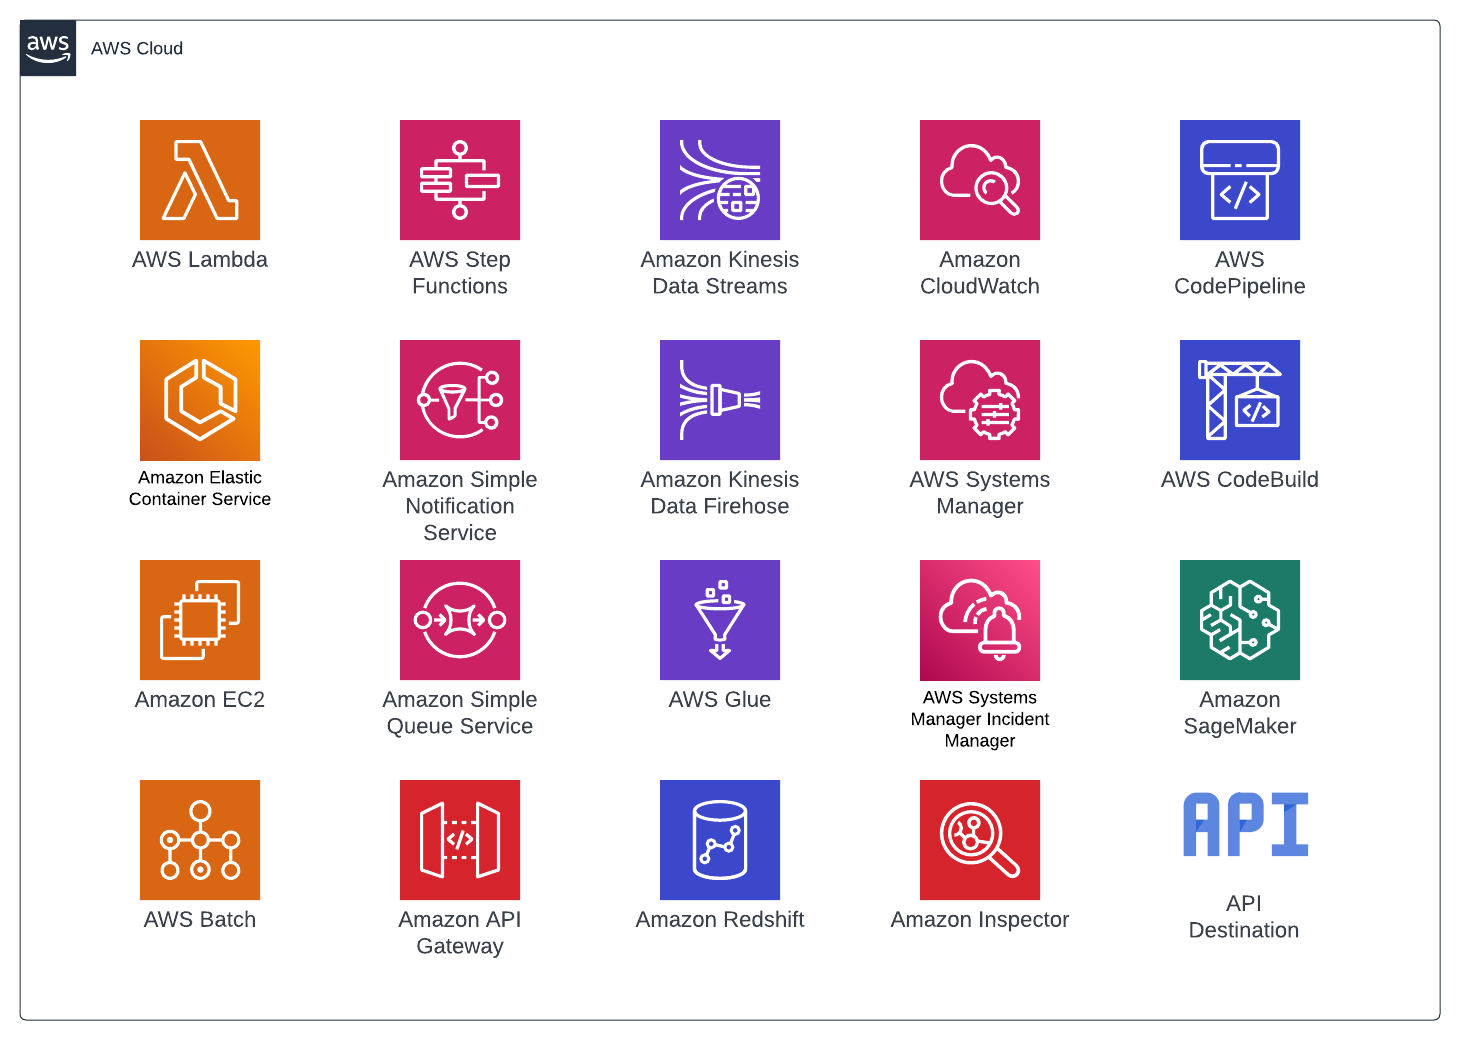 aws
AWS Cloud
AWS Lambda
AWS Step
Functions
Amazon Kinesis
Data Streams
Amazon
CloudWatch
</>
AWS
CodePipeline
Amazon Elastic
Container Service
Amazon Simple
Notification
Service
Amazon Kinesis
Data Firehose
AWS Systems
Manager
</>
AWS CodeBuild
Amazon EC2
Amazon Simple
Queue Service
AWS Glue
AWS Systems
Manager Incident
Manager
Amazon
SageMaker
AWS Batch
</>
Amazon API
Gateway
Amazon Redshift
Amazon Inspector
API
API
Destination